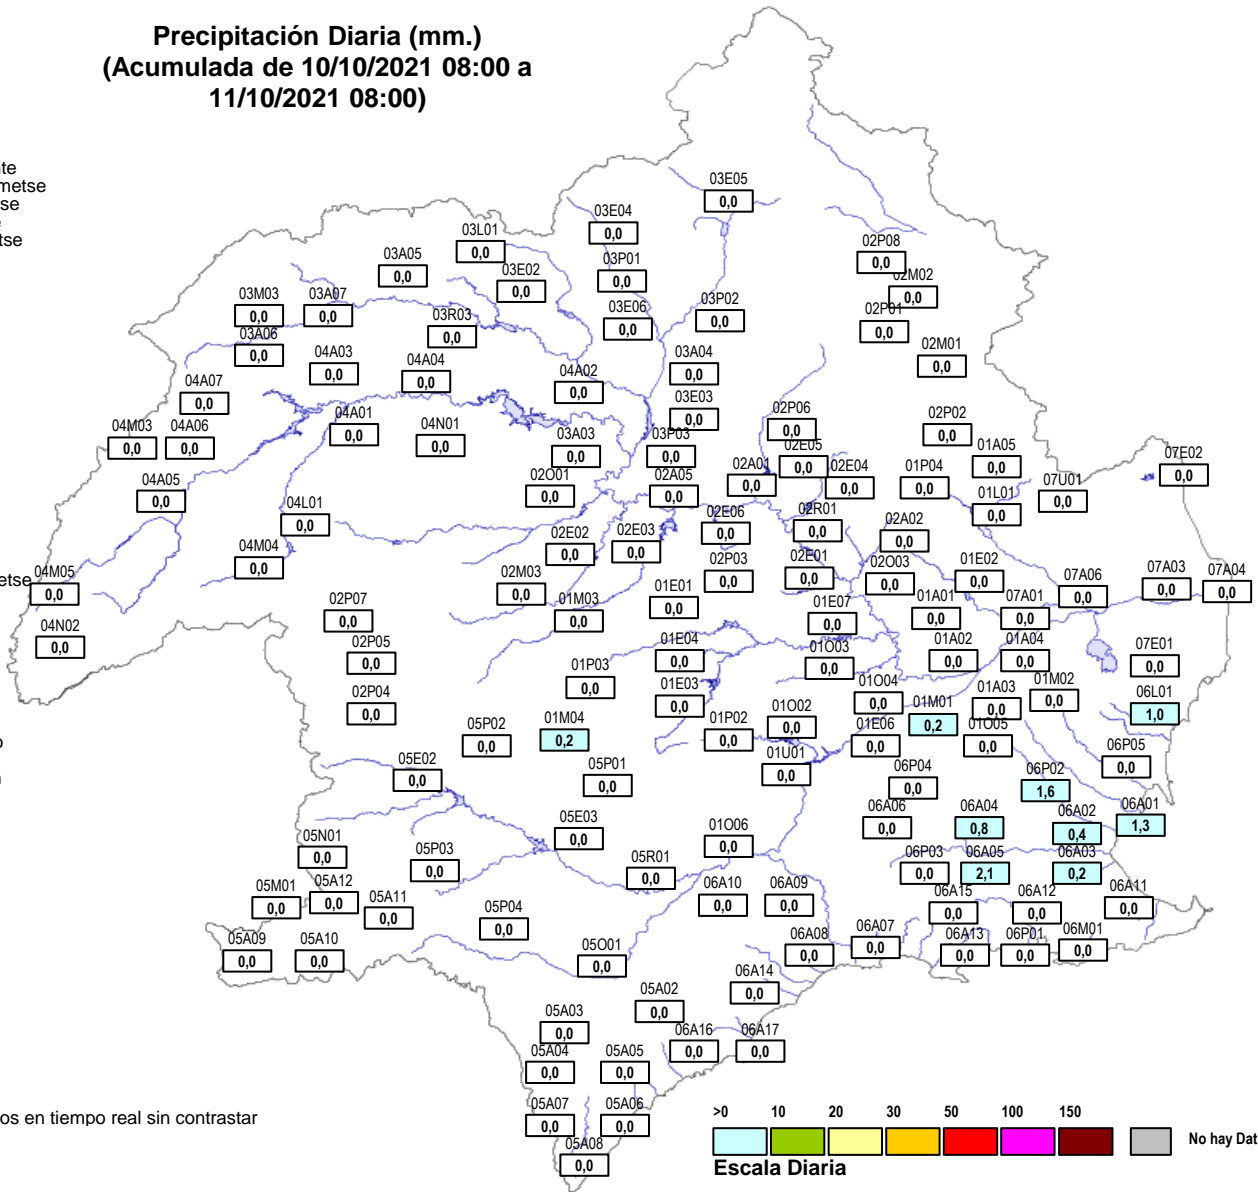 Precipitación Diaria (mm.)
(Acumulada de 10/10/2021 08:00 a
11/10/2021 08:00)
nte
metse
se
tse
03E05
0,0
03E04
0,0
03L01
0,0
03A05
0,0
03P01
0,0
03E02
0,0
02P08
0,0
02M02
0,0
03M03
0,0
03A07
0,0
03R03
0,0
03E06
0,0
03P02
0,0
02P01
0,0
03A06
0,0
04A03
0,0
04A04
0,0
04A02
0,0
03A04
0,0
02M01
0,0
04A07
0,0
03E03
0,0
04M03
0,0
04A06
0,0
04A01
0,0
04N01
0,0
03A03
0,0
03P03
0,0
02P06
0,0
02P02
0,0
02E05
0,0
01A05
0,0
07E02
0,0
04A05
0,0
02O01
0,0
02A05
0,0
02A01
0,0
02E04
0,0
01P04
0,0
07U01
0,0
01L01
0,0
04L01
0,0
02E06
0,0
02R01
0,0
02A02
0,0
04M04
0,0
02E02
0,0
02E03
0,0
metse
04M05
0,0
02M03
0,0
02P03
0,0
02E01
0,0
02O03
0,0
01E02
0,0
07A06
0,0
07A03
0,0
07A04
0,0
02P07
0,0
01M03
0,0
01E01
0,0
01E07
0,0
01A01
0,0
07A01
0,0
04N02
0,0
02P05
0,0
01E04
0,0
01O03
0,0
01A02
0,0
01A04
0,0
07E01
0,0
02P04
0,0
01P03
0,0
01E03
0,0
01O04
0,0
01M01
0,2
01A03
0,0
01M02
0,0
06L01
1,0
05P02
0,0
01M04
0,2
01P02
0,0
01O02
0,0
01E06
0,0
01O05
0,0
05E02
0,0
05P01
0,0
01U01
0,0
06P04
0,0
06P02
1,6
06P05
0,0
05E03
0,0
01O06
0,0
06A06
0,0
06A04
0,8
06A02
0,4
06A01
1,3
05N01
0,0
05P03
0,0
05R01
0,0
06P03
0,0
06A05
2,1
06A03
0,2
05M01
0,0
05A12
0,0
05A11
0,0
06A10
0,0
06A09
0,0
06A15
0,0
06A12
0,0
06A11
0,0
05P04
0,0
05A09
0,0
05A10
0,0
05O01
0,0
06A08
0,0
06A07
0,0
06A13
0,0
06P01
0,0
06M01
0,0
06A14
0,0
05A02
0,0
05A03
0,0
06A16
0,0
06A17
0,0
05A04
0,0
05A05
0,0
05A07
0,0
05A06
0,0
05A08
0,0
os en tiempo real sin contrastar
>0 10 20 30 50 100 150
No hay Dat
Escala Diaria